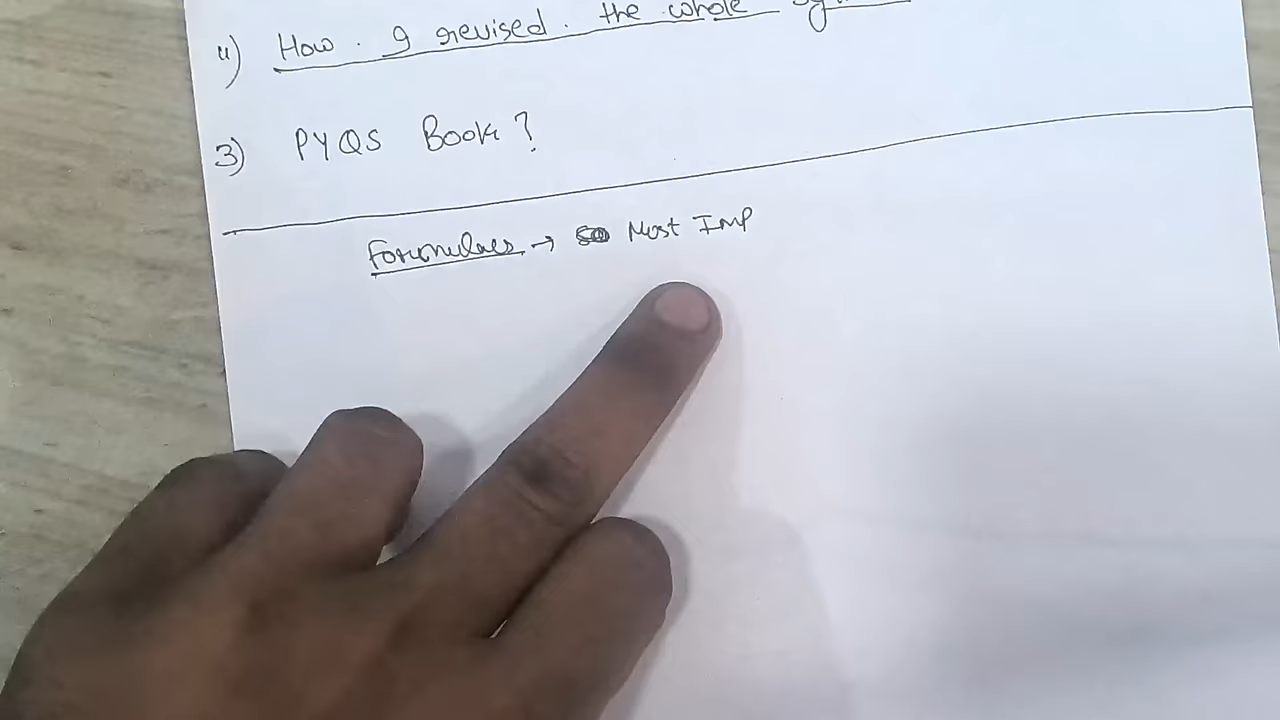 4) How. I revised. the whole
3) PYQS Book?
Formulaes → Most Imp